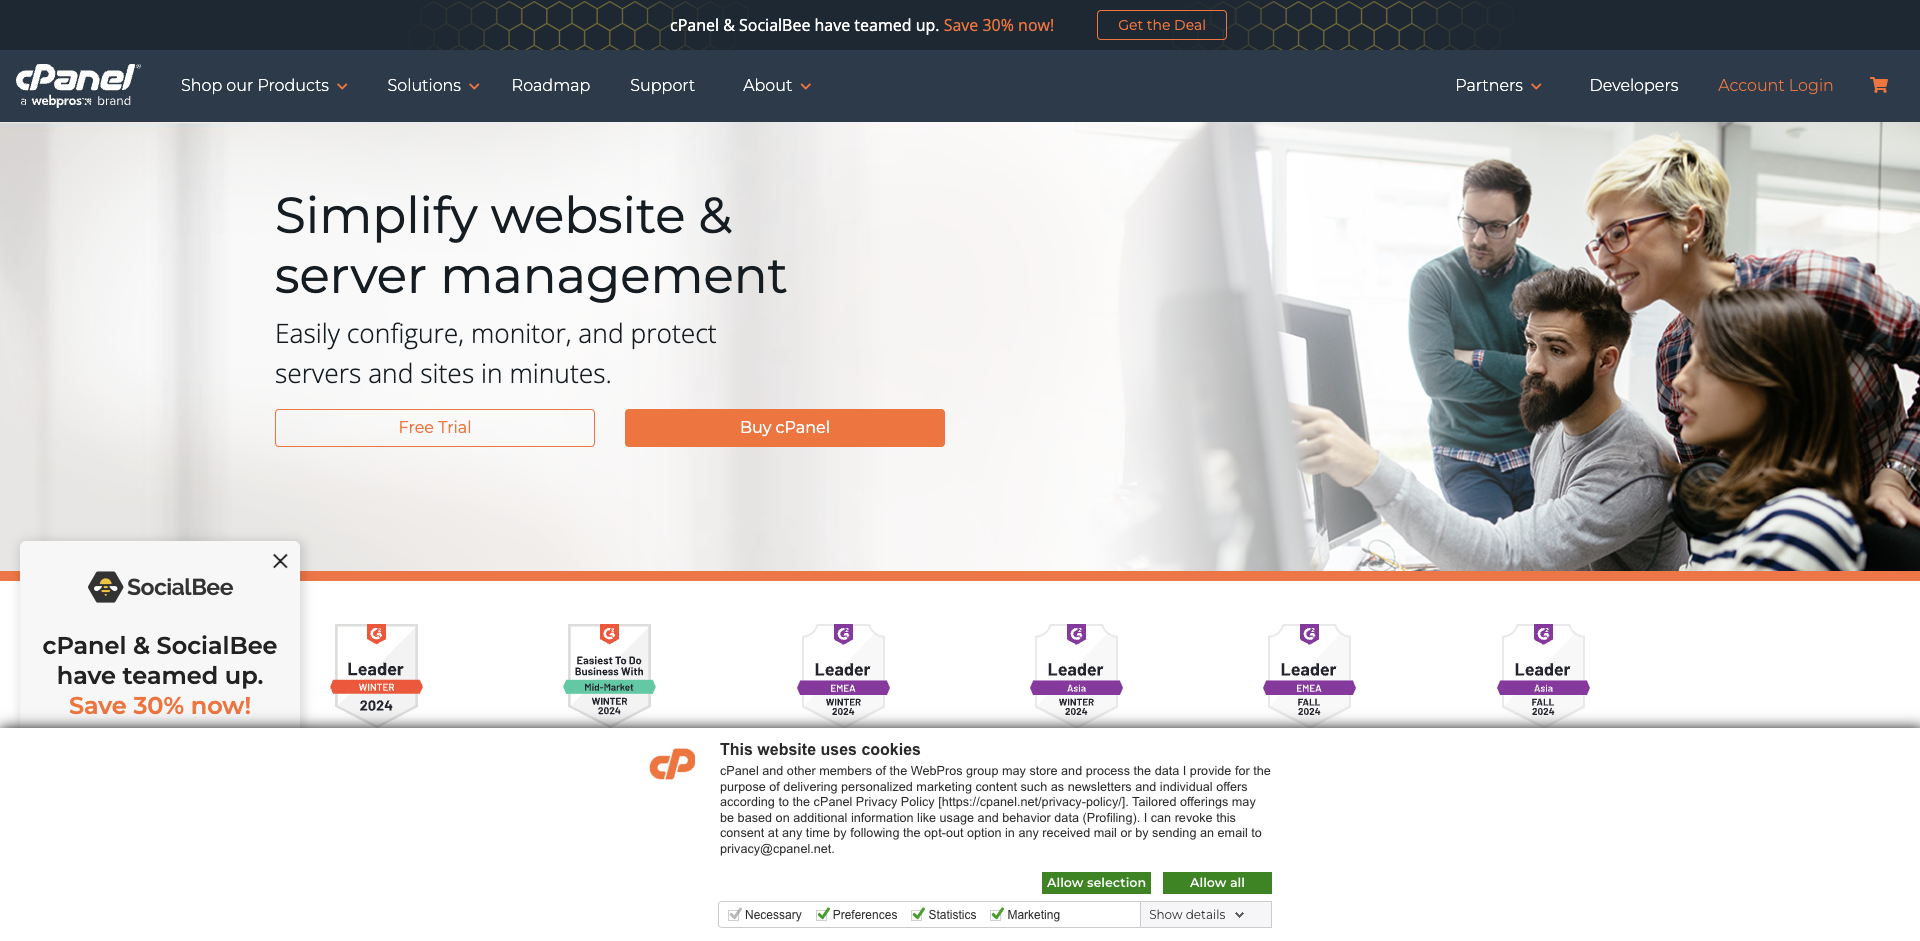 cPanel & SocialBee have teamed up. Save 30% now!
Get the Deal
cPanel®
a webpros brand
Shop our Products
Solutions
Roadmap
Support
About
Partners
Developers
Account Login
Simplify website &
server management
Easily configure, monitor, and protect
servers and sites in minutes.
Free Trial
Buy cPanel
SocialBee
cPanel & SocialBee
have teamed up.
Save 30% now!
Leader
WINTER
2024
Easiest To Do
Business With
Mid-Market
WINTER
2024
Leader
EMEA
WINTER
2024
Leader
Asia
WINTER
2024
Leader
EMEA
FALL
2024
Leader
Asia
FALL
2024
cP
This website uses cookies
cPanel and other members of the WebPros group may store and process the data I provide for the
purpose of delivering personalized marketing content such as newsletters and individual offers
according to the cPanel Privacy Policy [https://cpanel.net/privacy-policy/]. Tailored offerings may
be based on additional information like usage and behavior data (Profiling). I can revoke this
consent at any time by following the opt-out option in any received mail or by sending an email to
privacy@cpanel.net.
Allow selection
Allow all
Necessary
Preferences
Statistics
Marketing
Show details